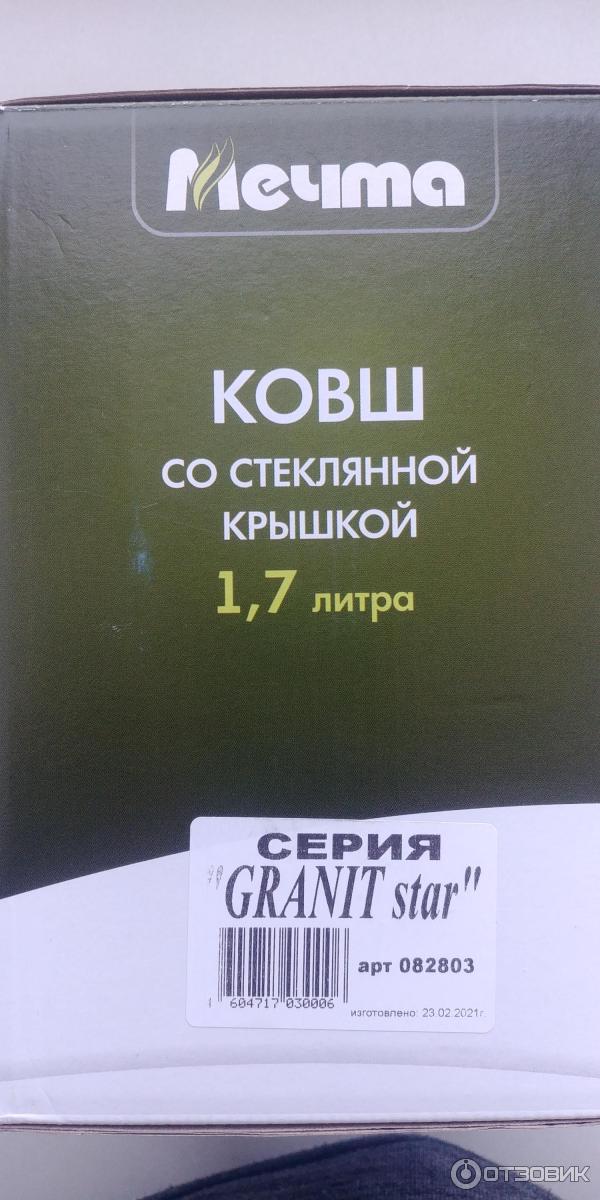 Мечта
КОВШ
СО СТЕКЛЯННОЙ
КРЫШКОЙ
1,7 литра
СЕРИЯ
"GRANIT star"
арт 082803
4 604717 030006
изготовлено: 23.02.2021г.
ОТЗОВИК